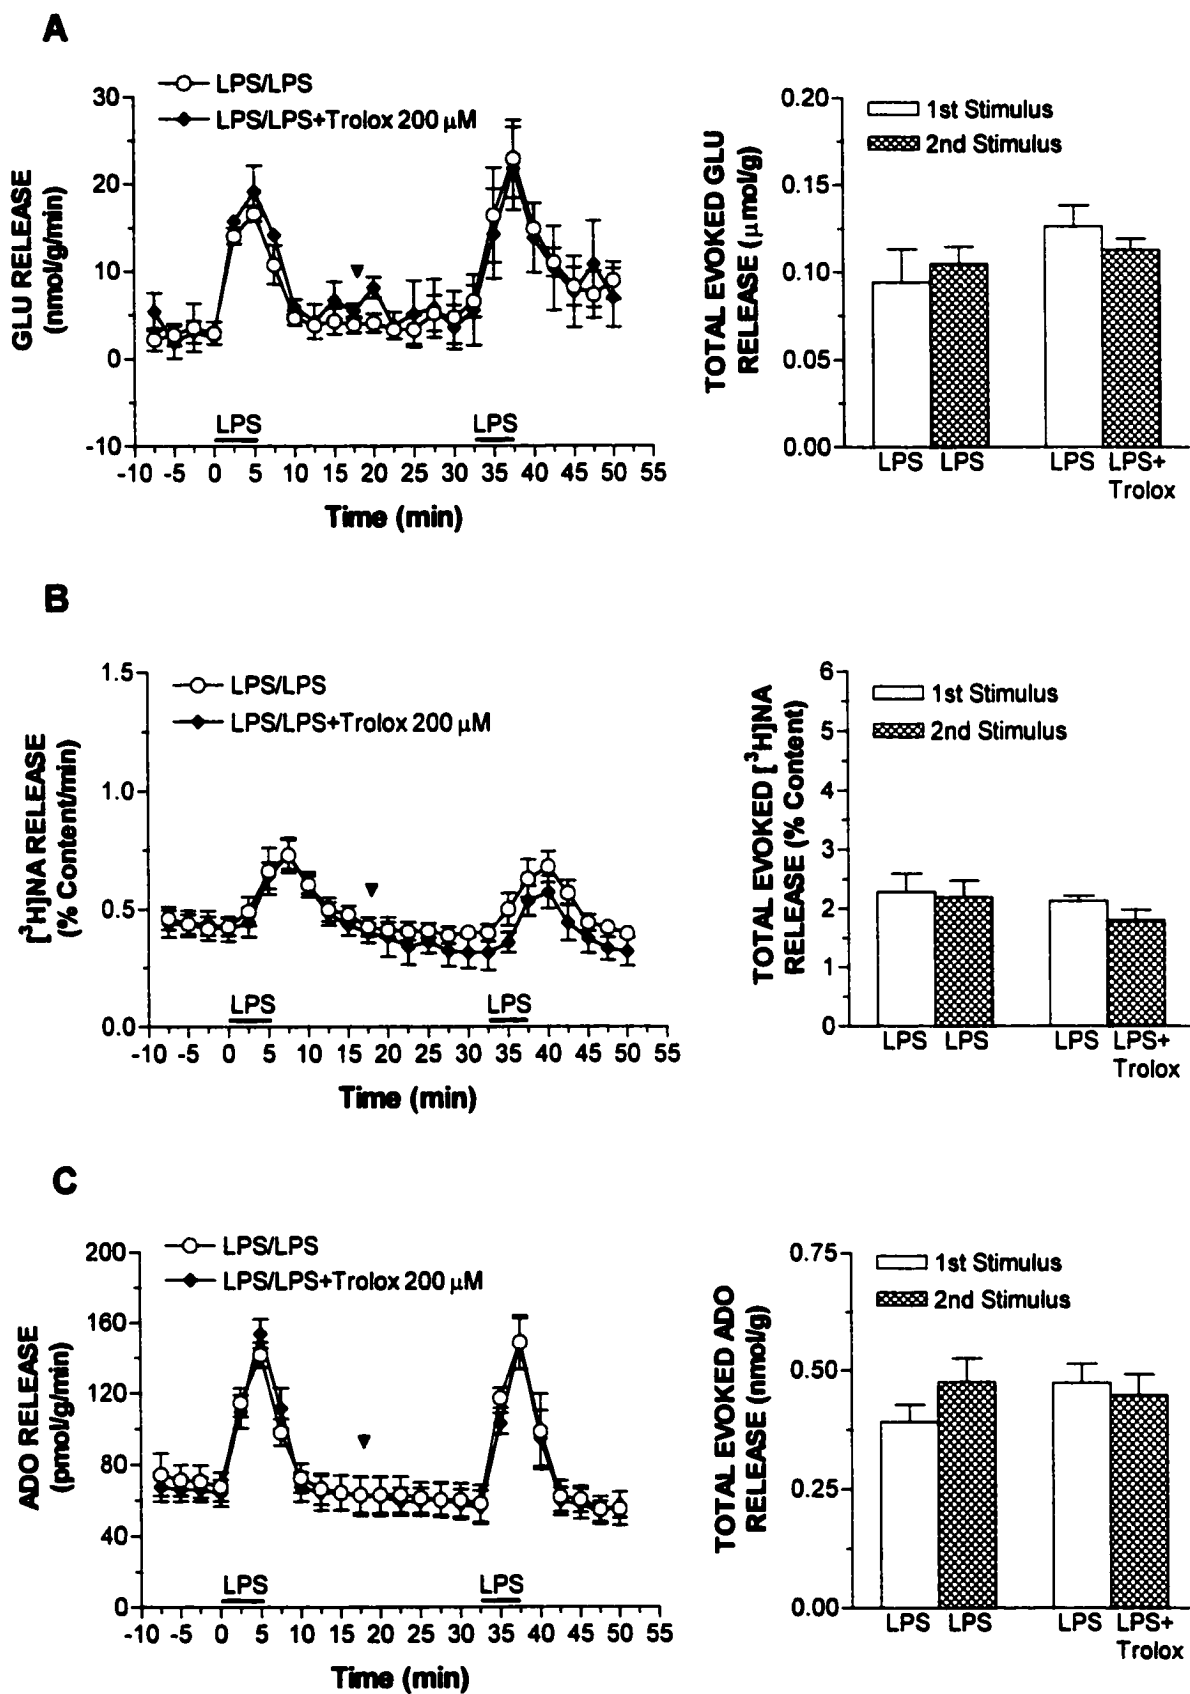 A
LPS/LPS
LPS/LPS+Trolox 200 µM
GLU RELEASE
(nmol/g/min)
30
20
10
0
-10
LPS
LPS
-10 -5 0 5 10 15 20 25 30 35 40 45 50 55
Time (min)
1st Stimulus
2nd Stimulus
TOTAL EVOKED GLU
RELEASE (µmol/g)
0.20
0.15
0.10
0.05
0.00
LPS LPS LPS LPS+
Trolox
B
LPS/LPS
LPS/LPS+Trolox 200 µM
[³H]NA RELEASE
(% Content/min)
1.5
1.0
0.5
0.0
LPS
LPS
-10 -5 0 5 10 15 20 25 30 35 40 45 50 55
Time (min)
1st Stimulus
2nd Stimulus
TOTAL EVOKED [³H]NA
RELEASE (% Content)
6
5
4
3
2
1
0
LPS LPS LPS LPS+
Trolox
C
LPS/LPS
LPS/LPS+Trolox 200 µM
ADO RELEASE
(pmol/g/min)
200
160
120
80
40
0
LPS
LPS
-10 -5 0 5 10 15 20 25 30 35 40 45 50 55
Time (min)
1st Stimulus
2nd Stimulus
TOTAL EVOKED ADO
RELEASE (nmol/g)
0.75
0.50
0.25
0.00
LPS LPS LPS LPS+
Trolox